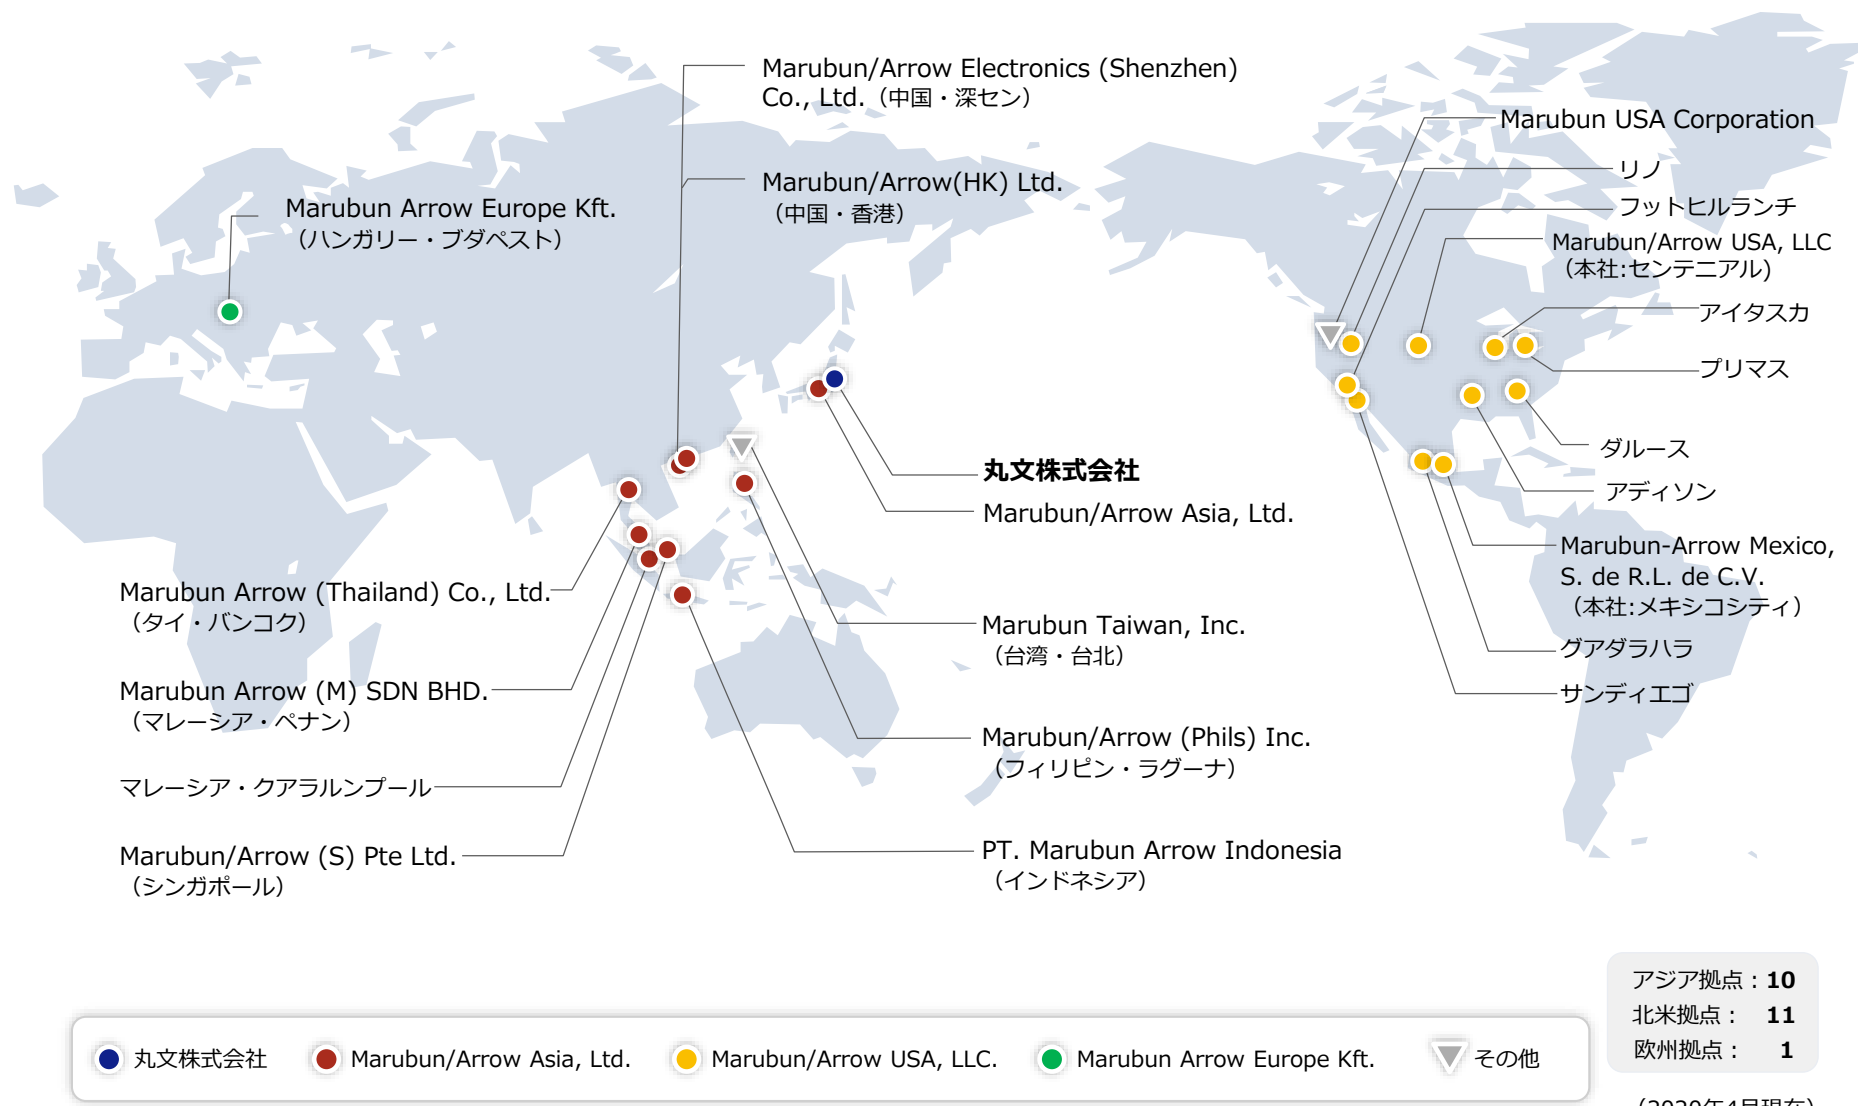 Marubun/Arrow Electronics (Shenzhen)
Co., Ltd.（中国・深セン）
Marubun USA Corporation
リノ
Marubun/Arrow(HK) Ltd.
（中国・香港）
Marubun Arrow Europe Kft.
（ハンガリー・ブダペスト）
フットヒルランチ
Marubun/Arrow USA, LLC
（本社:センテニアル)
アイタスカ
プリマス
ダルース
丸文株式会社
アディソン
Marubun/Arrow Asia, Ltd.
Marubun-Arrow Mexico,
S. de R.L. de C.V.
（本社:メキシコシティ）
Marubun Arrow (Thailand) Co., Ltd.
（タイ・バンコク）
Marubun Taiwan, Inc.
（台湾・台北）
グアダラハラ
サンディエゴ
Marubun Arrow (M) SDN BHD.
（マレーシア・ペナン）
Marubun/Arrow (Phils) Inc.
（フィリピン・ラグーナ）
マレーシア・クアラルンプール
Marubun/Arrow (S) Pte Ltd.
（シンガポール）
PT. Marubun Arrow Indonesia
（インドネシア）
アジア拠点：10
北米拠点： 11
欧州拠点： 1
丸文株式会社
Marubun/Arrow Asia, Ltd.
Marubun/Arrow USA, LLC.
Marubun Arrow Europe Kft.
その他
（2020年4月現在）